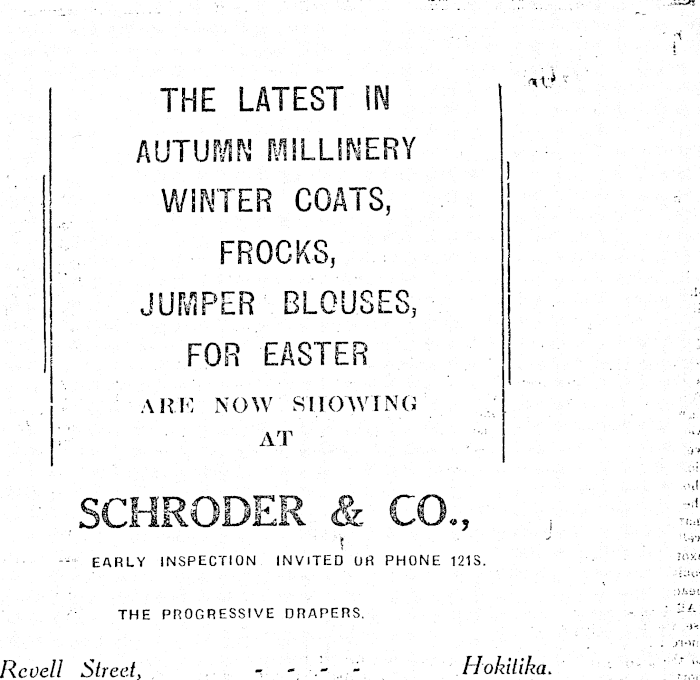 THE LATEST IN
AUTUMN MILLINERY
WINTER COATS,
FROCKS,
JUMPER BLOUSES,
FOR EASTER
ARE NOW SHOWING
AT
SCHRODER & CO.,
EARLY INSPECTION INVITED OR PHONE 121S.
THE PROGRESSIVE DRAPERS.
Revell Street, - - - - Hokitika.